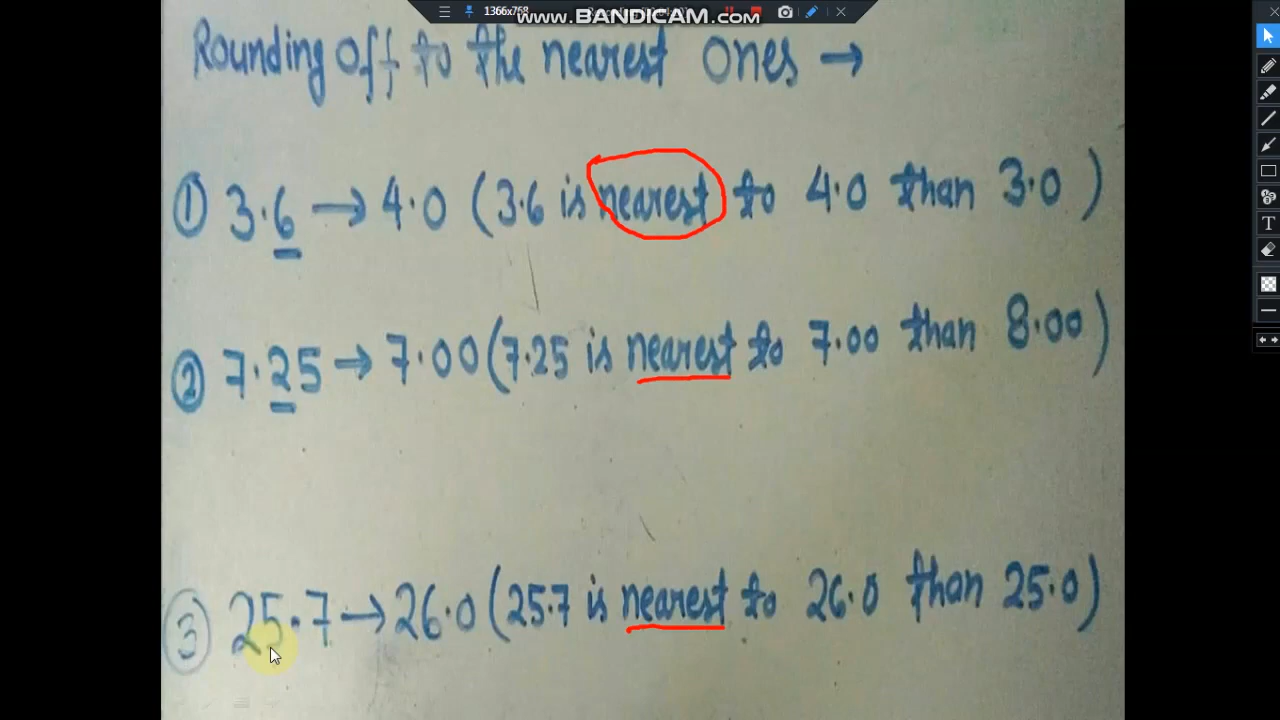 1366x768
www.BANDICAM.com
Rounding off to the nearest Ones →
① 3.6 → 4.0 (3.6 is nearest to 4.0 than 3.0)
② 7.25 → 7.00 (7.25 is nearest to 7.00 than 8.00)
③ 25.7 → 26.0 (25.7 is nearest to 26.0 than 25.0)
T